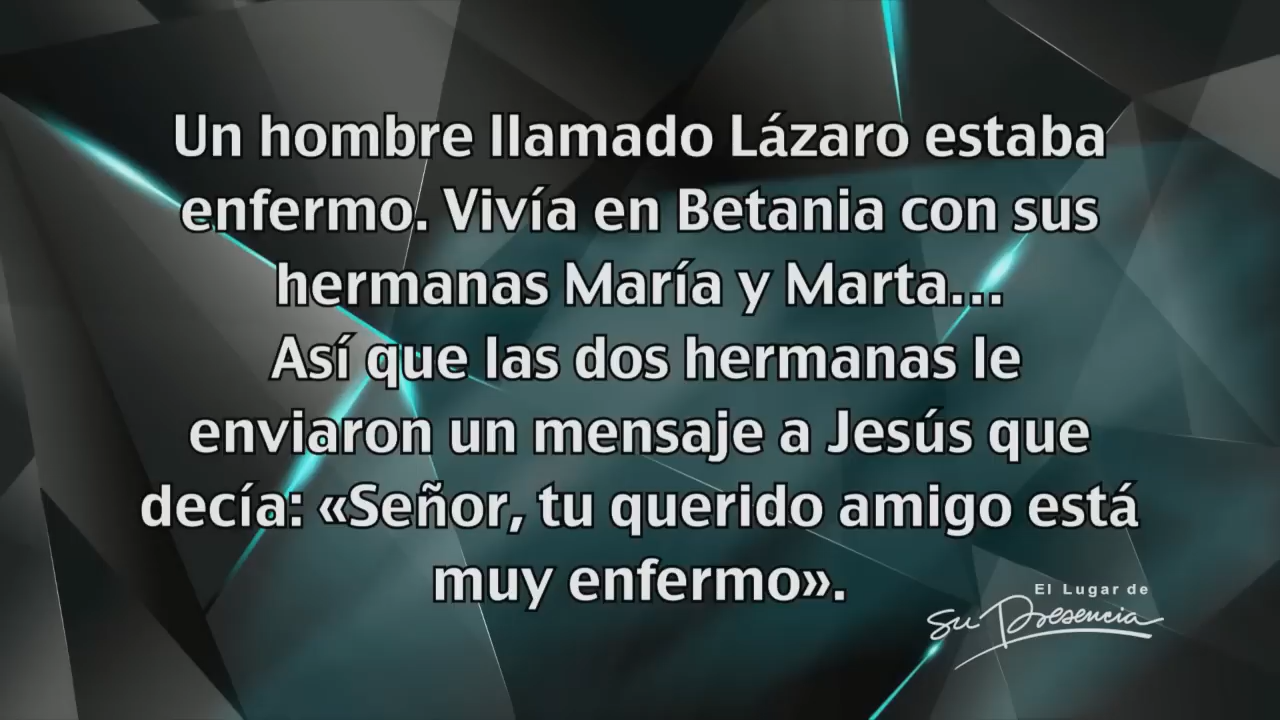 Un hombre llamado Lázaro estaba
enfermo. Vivía en Betania con sus
hermanas María y Marta...
Así que las dos hermanas le
enviaron un mensaje a Jesús que
decía: «Señor, tu querido amigo está
muy enfermo».
El Lugar de
Su Presencia